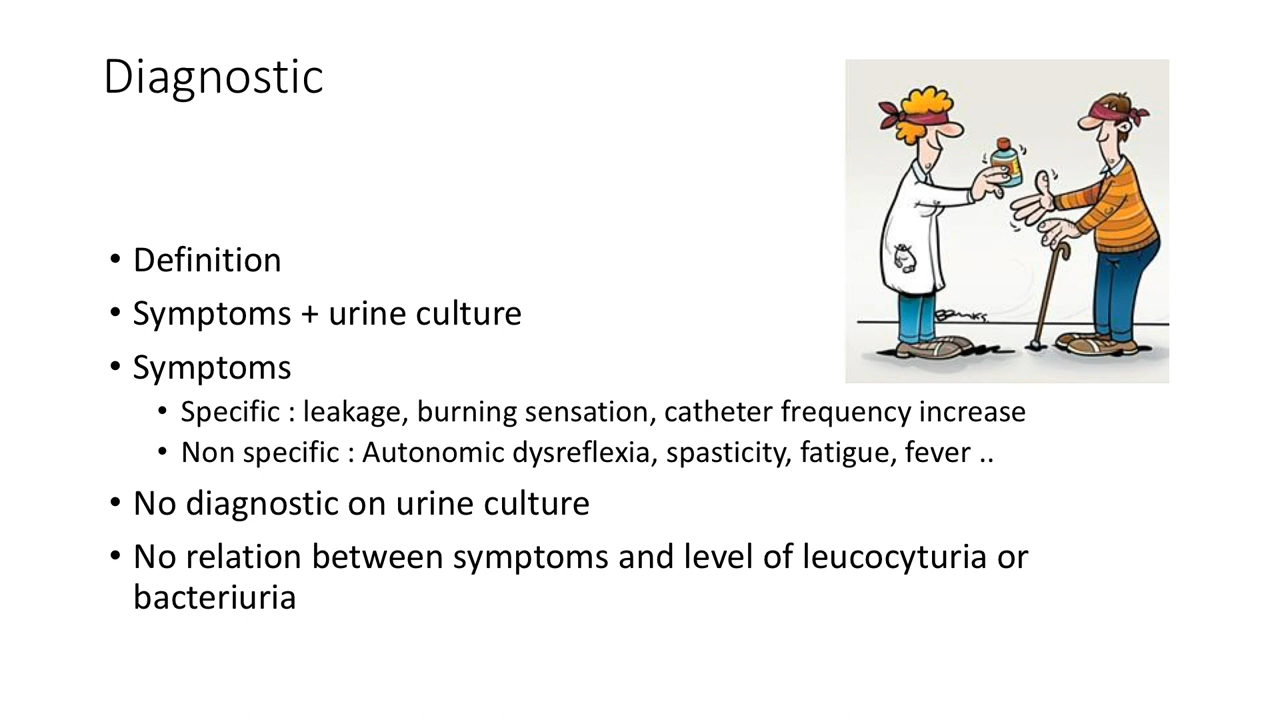 Diagnostic
• Definition
• Symptoms + urine culture
• Symptoms
• Specific : leakage, burning sensation, catheter frequency increase
• Non specific : Autonomic dysreflexia, spasticity, fatigue, fever ..
• No diagnostic on urine culture
• No relation between symptoms and level of leucocyturia or
bacteriuria